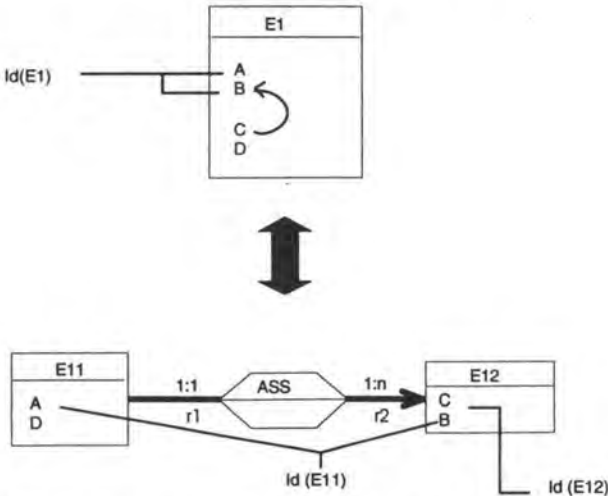 E1
Id(E1)
A
B
C
D
E11
A
D
1:1
r1
ASS
1:n
r2
E12
C
B
Id (E11)
Id (E12)